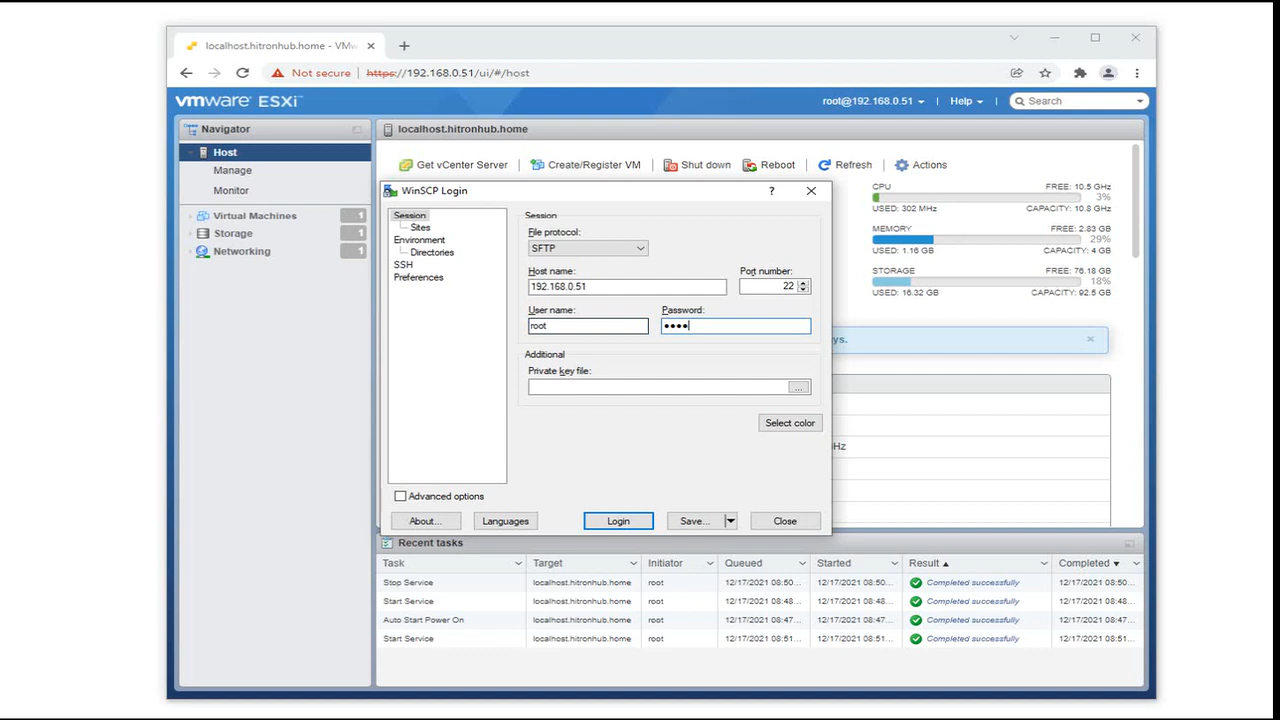 localhost.hitronhub.home - VMw
Not secure | https://192.168.0.51/ui/#/host
vmware ESXi™
root@192.168.0.51 | Help | Search
Navigator
localhost.hitronhub.home
Host
Manage
Monitor
Virtual Machines 1
Storage 1
Networking 1
Get vCenter Server | Create/Register VM | Shut down Reboot | Refresh | Actions
CPU FREE: 10.5 GHz
3%
USED: 302 MHz CAPACITY: 10.8 GHz
MEMORY FREE: 2.83 GB
29%
USED: 1.16 GB CAPACITY: 4 GB
STORAGE FREE: 76.18 GB
18%
USED: 16.32 GB CAPACITY: 92.5 GB
ys.
Hz
WinSCP Login
Session
Sites
Environment
Directories
SSH
Preferences
Session
File protocol:
SFTP
Host name: Port number:
192.168.0.51 22
User name: Password:
root ••••
Additional
Private key file:
...
Select color
Advanced options
About... Languages Login Save... Close
Recent tasks
Task Target Initiator Queued Started Result Completed
Stop Service localhost.hitronhub.home root 12/17/2021 08:50... 12/17/2021 08:50... Completed successfully 12/17/2021 08:50...
Start Service localhost.hitronhub.home root 12/17/2021 08:48... 12/17/2021 08:48... Completed successfully 12/17/2021 08:48...
Auto Start Power On localhost.hitronhub.home root 12/17/2021 08:47... 12/17/2021 08:47... Completed successfully 12/17/2021 08:47...
Start Service localhost.hitronhub.home root 12/17/2021 08:51... 12/17/2021 08:51... Completed successfully 12/17/2021 08:51...